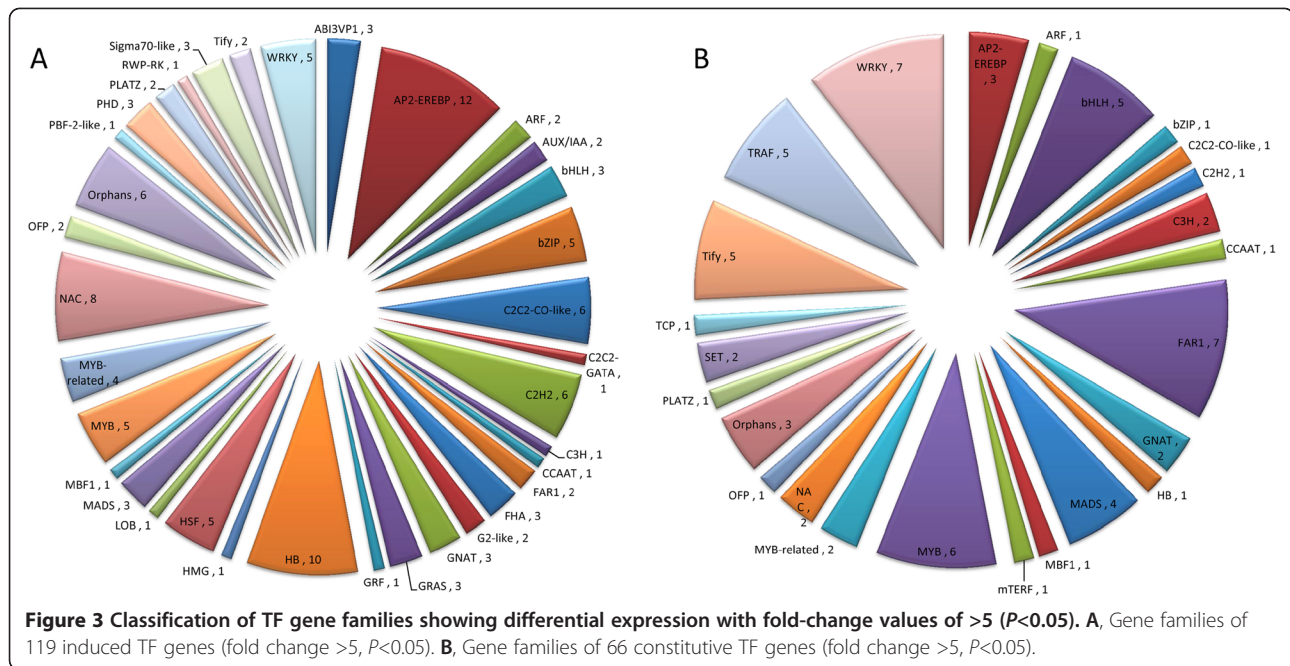 A
ABI3VP1 , 3
AP2-EREBP , 12
ARF , 2
AUX/IAA , 2
bHLH , 3
bZIP , 5
C2C2-CO-like , 6
C2C2-
GATA ,
1
C2H2 , 6
C3H , 1
CCAAT , 1
FAR1 , 2
FHA , 3
G2-like , 2
GNAT , 3
GRAS , 3
GRF , 1
HB , 10
HMG , 1
HSF , 5
LOB , 1
MADS , 3
MBF1 , 1
MYB , 5
MYB-
related , 4
NAC , 8
OFP , 2
Orphans , 6
PBF-2-like , 1
PHD , 3
PLATZ , 2
RWP-RK , 1
Sigma70-like , 3
Tify , 2
WRKY , 5
B
AP2-
EREBP ,
3
ARF , 1
bHLH , 5
bZIP , 1
C2C2-CO-like , 1
C2H2 , 1
C3H , 2
CCAAT , 1
FAR1 , 7
GNAT ,
2
HB , 1
MADS , 4
MBF1 , 1
mTERF , 1
MYB , 6
MYB-related , 2
NA
C ,
2
OFP , 1
Orphans , 3
PLATZ , 1
SET , 2
TCP , 1
Tify , 5
TRAF , 5
WRKY , 7
Figure 3 Classification of TF gene families showing differential expression with fold-change values of >5 (P<0.05). A, Gene families of
119 induced TF genes (fold change >5, P<0.05). B, Gene families of 66 constitutive TF genes (fold change >5, P<0.05).